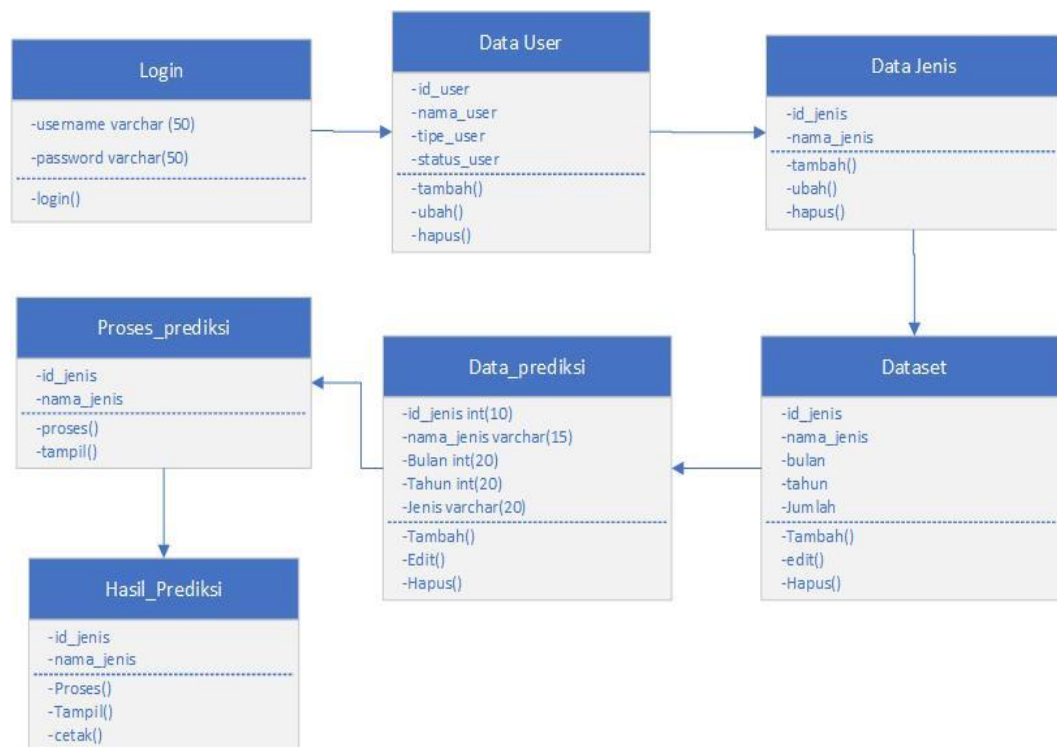 Login
-username varchar (50)
-password varchar(50)
-login()
Data User
-id_user
-nama_user
-tipe_user
-status_user
-tambah()
-ubah()
-hapus()
Data Jenis
-id_jenis
-nama_jenis
-tambah()
-ubah()
-hapus()
Proses_prediksi
-id_jenis
-nama_jenis
-proses()
-tampil()
Data_prediksi
-id_jenis int(10)
-nama_jenis varchar(15)
-Bulan int(20)
-Tahun int(20)
-Jenis varchar(20)
-Tambah()
-Edit()
-Hapus()
Dataset
-id_jenis
-nama_jenis
-bulan
-tahun
-Jumlah
-Tambah()
-edit()
-Hapus()
Hasil_Prediksi
-id_jenis
-nama_jenis
-Proses()
-Tampil()
-cetak()